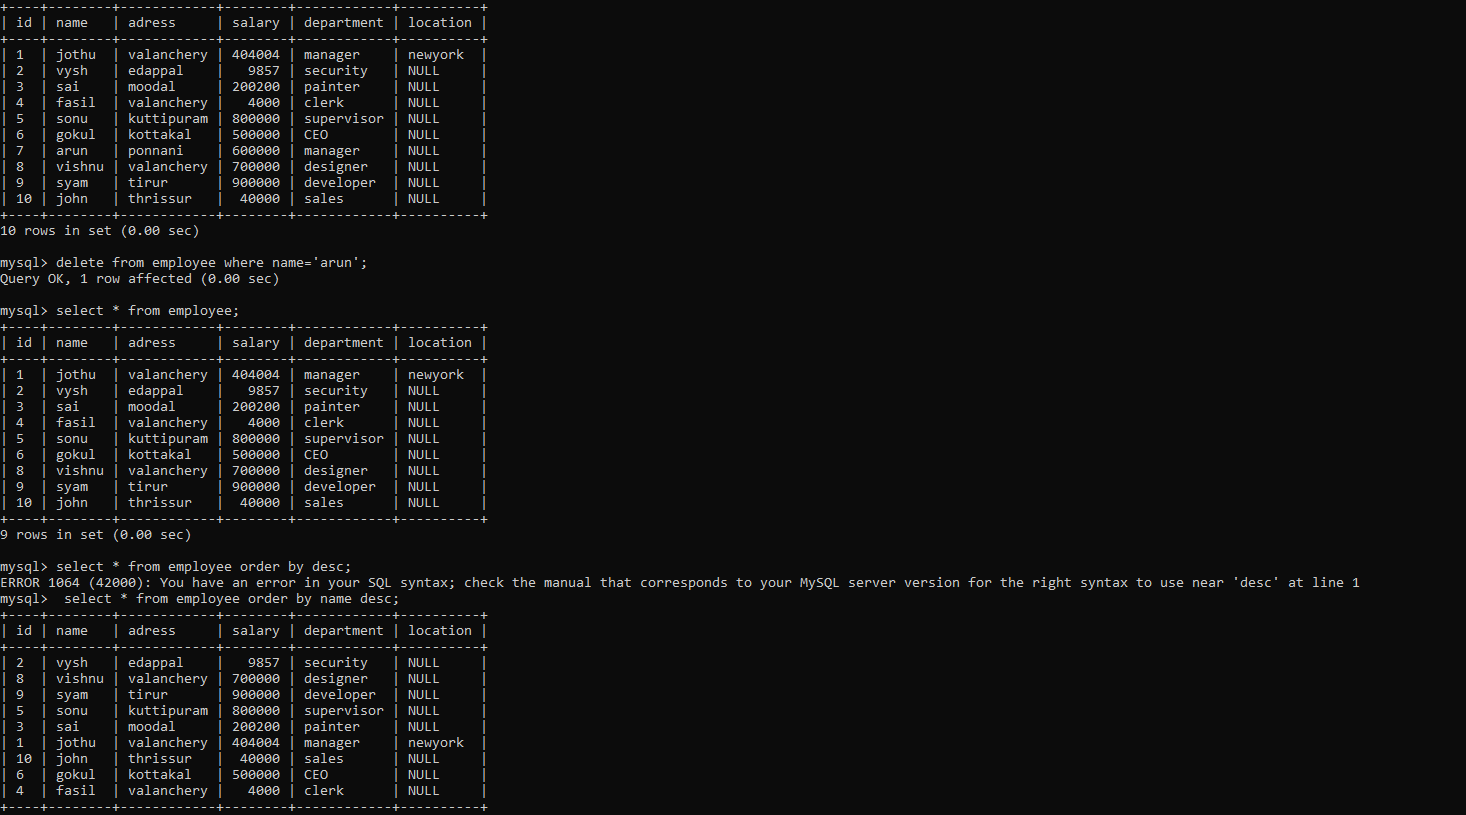 +----+--------+------------+--------+------------+----------+
| id | name   | adress     | salary | department | location |
+----+--------+------------+--------+------------+----------+
| 1  | jothu  | valanchery | 404004 | manager    | newyork  |
| 2  | vysh   | edappal    |   9857 | security   | NULL     |
| 3  | sai    | moodal     | 200200 | painter    | NULL     |
| 4  | fasil  | valanchery |   4000 | clerk      | NULL     |
| 5  | sonu   | kuttipuram | 800000 | supervisor | NULL     |
| 6  | gokul  | kottakal   | 500000 | CEO        | NULL     |
| 7  | arun   | ponnani    | 600000 | manager    | NULL     |
| 8  | vishnu | valanchery | 700000 | designer   | NULL     |
| 9  | syam   | tirur      | 900000 | developer  | NULL     |
| 10 | john   | thrissur   |  40000 | sales      | NULL     |
+----+--------+------------+--------+------------+----------+
10 rows in set (0.00 sec)

mysql> delete from employee where name='arun';
Query OK, 1 row affected (0.00 sec)

mysql> select * from employee;
+----+--------+------------+--------+------------+----------+
| id | name   | adress     | salary | department | location |
+----+--------+------------+--------+------------+----------+
| 1  | jothu  | valanchery | 404004 | manager    | newyork  |
| 2  | vysh   | edappal    |   9857 | security   | NULL     |
| 3  | sai    | moodal     | 200200 | painter    | NULL     |
| 4  | fasil  | valanchery |   4000 | clerk      | NULL     |
| 5  | sonu   | kuttipuram | 800000 | supervisor | NULL     |
| 6  | gokul  | kottakal   | 500000 | CEO        | NULL     |
| 8  | vishnu | valanchery | 700000 | designer   | NULL     |
| 9  | syam   | tirur      | 900000 | developer  | NULL     |
| 10 | john   | thrissur   |  40000 | sales      | NULL     |
+----+--------+------------+--------+------------+----------+
9 rows in set (0.00 sec)

mysql> select * from employee order by desc;
ERROR 1064 (42000): You have an error in your SQL syntax; check the manual that corresponds to your MySQL server version for the right syntax to use near 'desc' at line 1
mysql>  select * from employee order by name desc;
+----+--------+------------+--------+------------+----------+
| id | name   | adress     | salary | department | location |
+----+--------+------------+--------+------------+----------+
| 2  | vysh   | edappal    |   9857 | security   | NULL     |
| 8  | vishnu | valanchery | 700000 | designer   | NULL     |
| 9  | syam   | tirur      | 900000 | developer  | NULL     |
| 5  | sonu   | kuttipuram | 800000 | supervisor | NULL     |
| 3  | sai    | moodal     | 200200 | painter    | NULL     |
| 1  | jothu  | valanchery | 404004 | manager    | newyork  |
| 10 | john   | thrissur   |  40000 | sales      | NULL     |
| 6  | gokul  | kottakal   | 500000 | CEO        | NULL     |
| 4  | fasil  | valanchery |   4000 | clerk      | NULL     |
+----+--------+------------+--------+------------+----------+